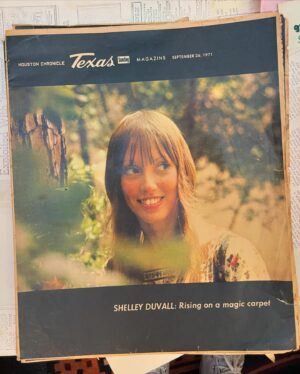 HOUSTON CHRONICLE Texas MAGAZINE SEPTEMBER 26, 1971
SHELLEY DUVALL: Rising on a magic carpet